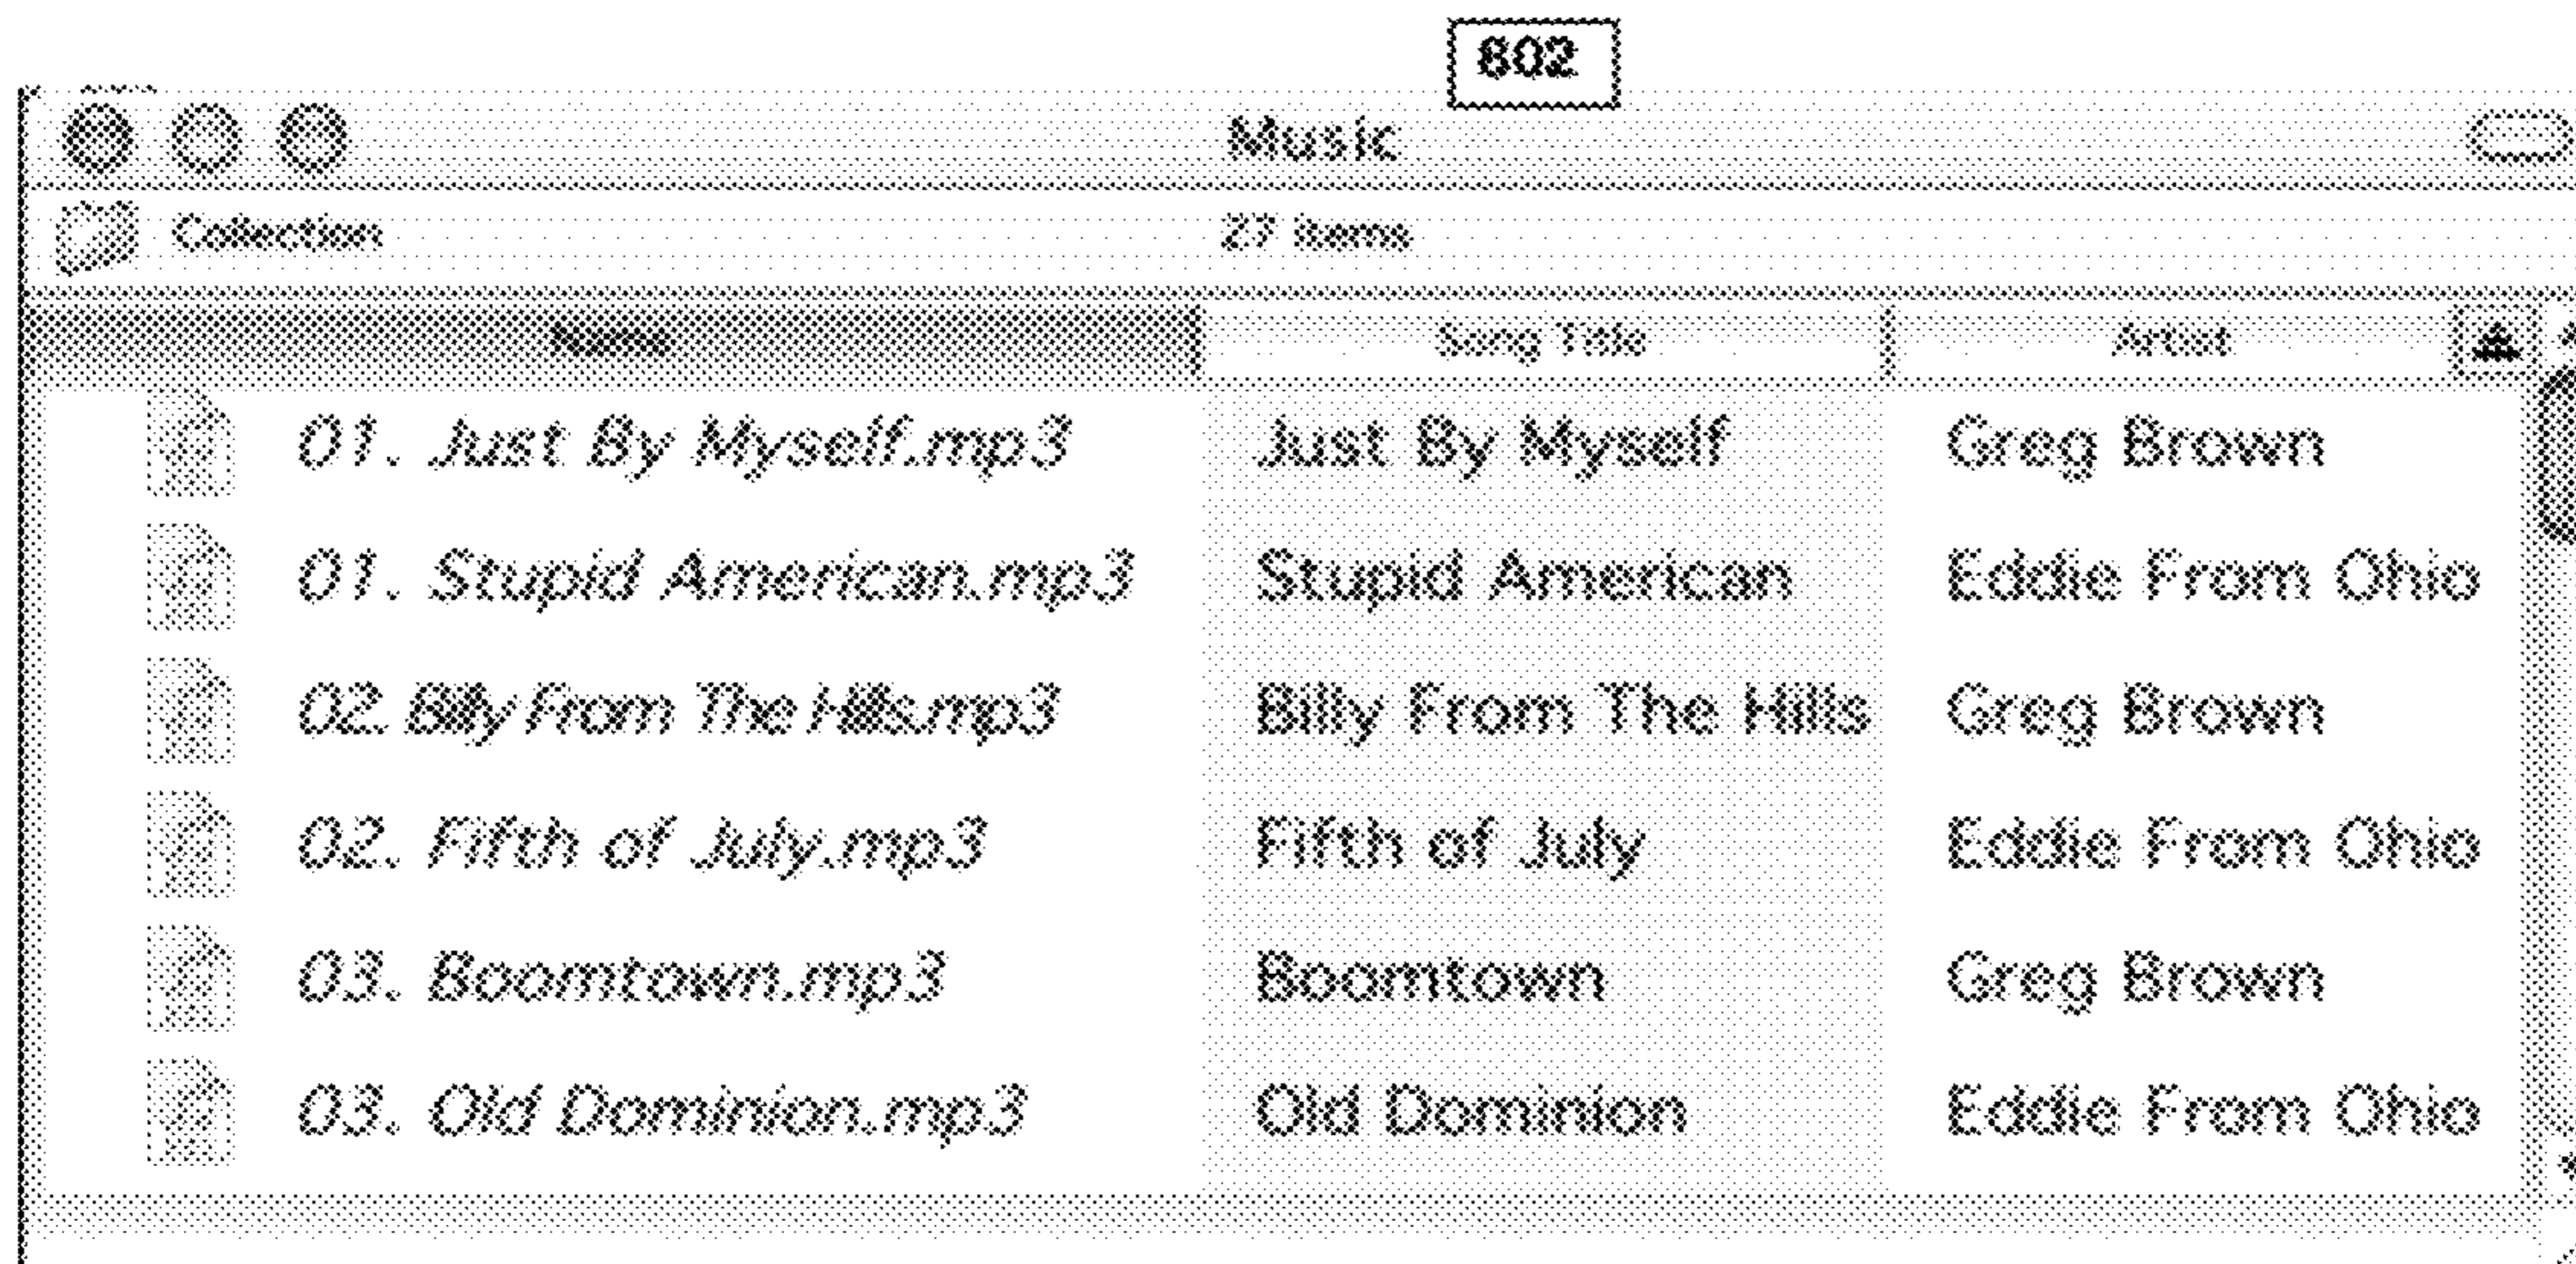 602
Music
Collection 27 items
Name Song Title Artist
01. Just By Myself.mp3 Just By Myself Greg Brown
01. Stupid American.mp3 Stupid American Eddie From Ohio
02. Billy From The Hills.mp3 Billy From The Hills Greg Brown
02. Fifth of July.mp3 Fifth of July Eddie From Ohio
03. Boomtown.mp3 Boomtown Greg Brown
03. Old Dominion.mp3 Old Dominion Eddie From Ohio